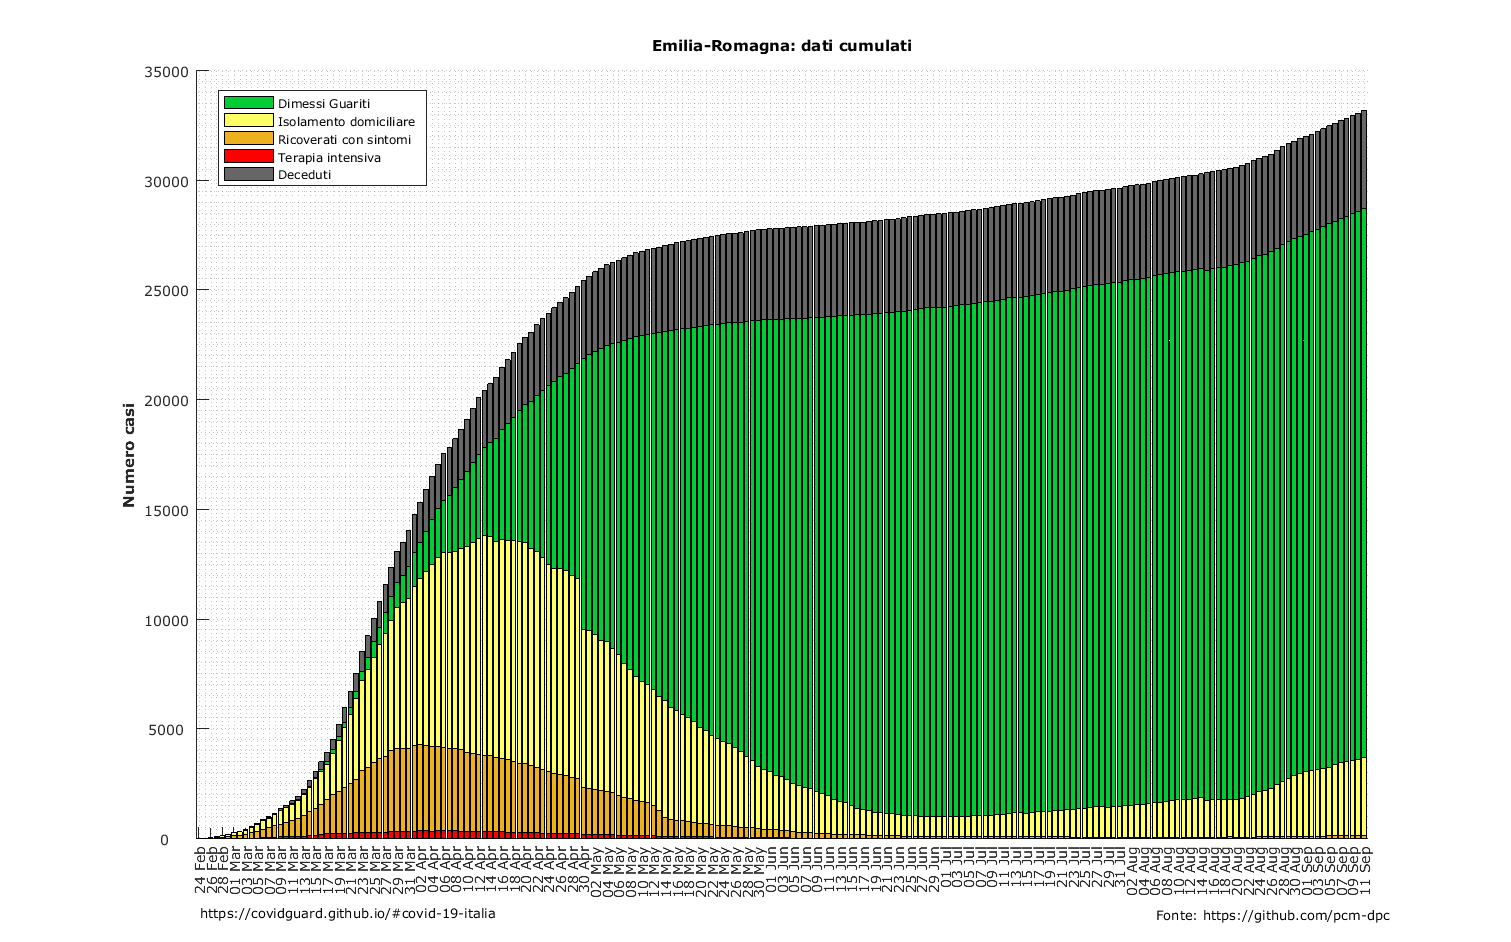 Emilia-Romagna: dati cumulati
35000
30000
25000
20000
15000
10000
5000
0
Numero casi
Dimessi Guariti
Isolamento domiciliare
Ricoverati con sintomi
Terapia intensiva
Deceduti
24 Feb
26 Feb
28 Feb
01 Mar
03 Mar
05 Mar
07 Mar
09 Mar
11 Mar
13 Mar
15 Mar
17 Mar
19 Mar
21 Mar
23 Mar
25 Mar
27 Mar
29 Mar
31 Mar
02 Apr
04 Apr
06 Apr
08 Apr
10 Apr
12 Apr
14 Apr
16 Apr
18 Apr
20 Apr
22 Apr
24 Apr
26 Apr
28 Apr
30 Apr
02 May
04 May
06 May
08 May
10 May
12 May
14 May
16 May
18 May
20 May
22 May
24 May
26 May
28 May
30 May
01 Jun
03 Jun
05 Jun
07 Jun
09 Jun
11 Jun
13 Jun
15 Jun
17 Jun
19 Jun
21 Jun
23 Jun
25 Jun
27 Jun
29 Jun
01 Jul
03 Jul
05 Jul
07 Jul
09 Jul
11 Jul
13 Jul
15 Jul
17 Jul
19 Jul
21 Jul
23 Jul
25 Jul
27 Jul
29 Jul
31 Jul
02 Aug
04 Aug
06 Aug
08 Aug
10 Aug
12 Aug
14 Aug
16 Aug
18 Aug
20 Aug
22 Aug
24 Aug
26 Aug
28 Aug
30 Aug
01 Sep
03 Sep
05 Sep
07 Sep
09 Sep
11 Sep
https://covidguard.github.io/#covid-19-italia
Fonte: https://github.com/pcm-dpc